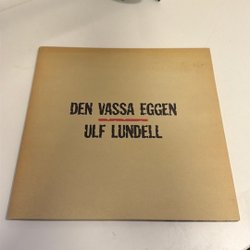 DEN VASSA EGGEN
ULF LUNDELL